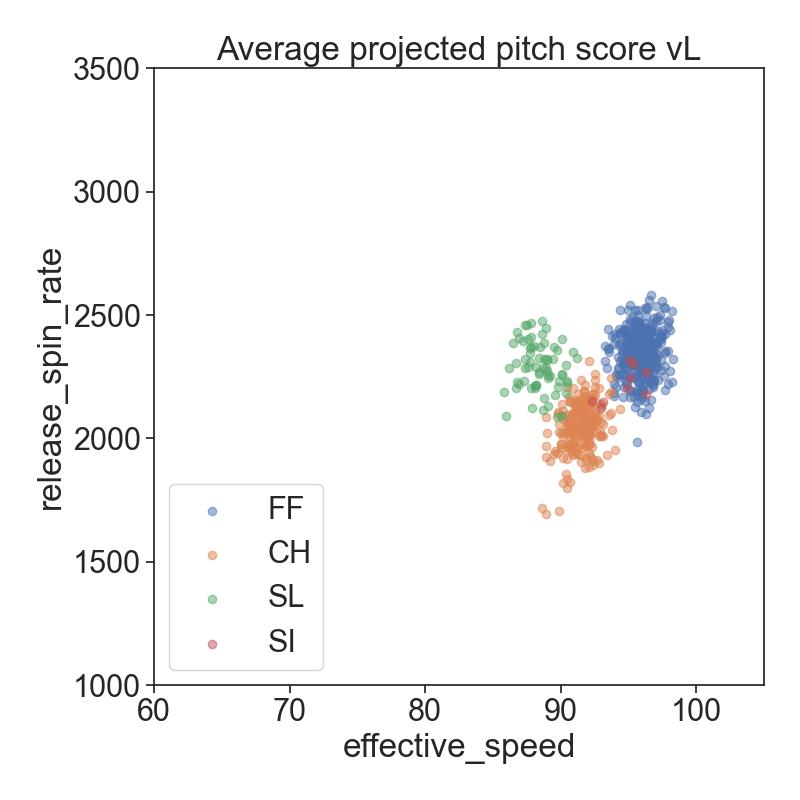 Average projected pitch score vL
3500
3000
2500
2000
1500
1000
release_spin_rate
FF
CH
SL
SI
60 70 80 90 100
effective_speed